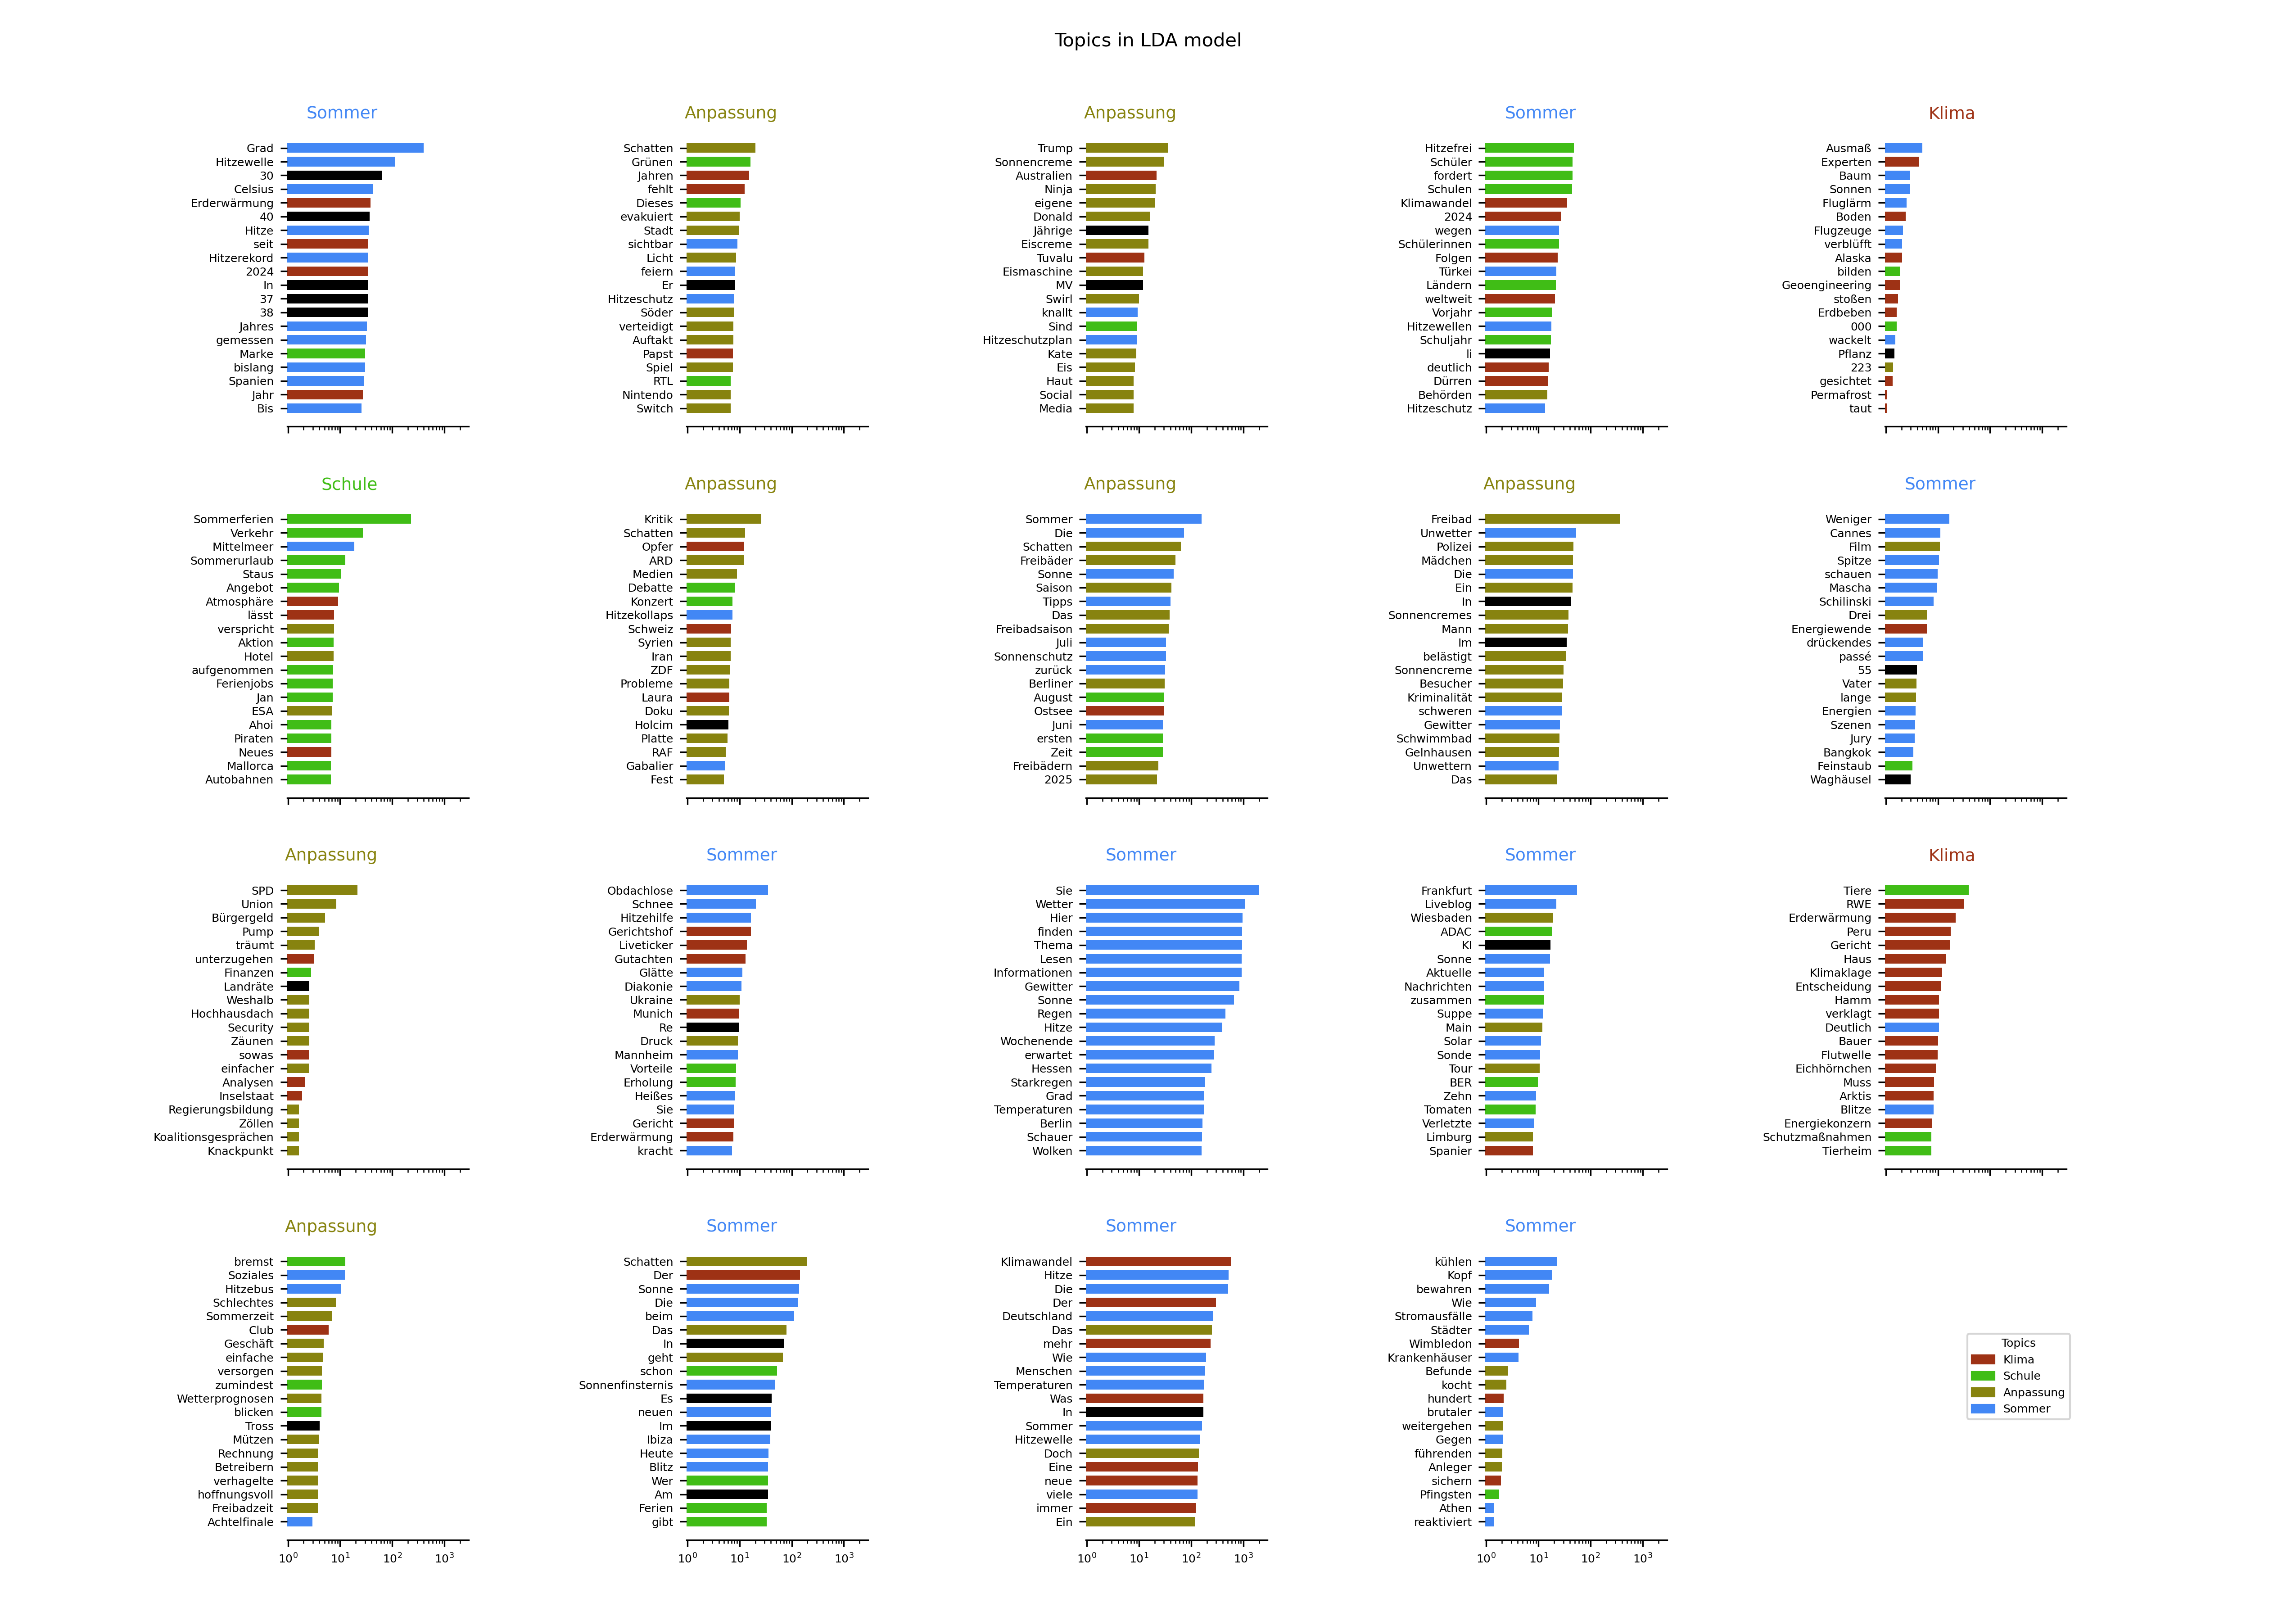 Topics in LDA model
Sommer
Grad
Hitzewelle
30
Celsius
Erderwärmung
40
Hitze
seit
Hitzerekord
2024
In
37
38
Jahres
gemessen
Marke
bislang
Spanien
Jahr
Bis
Anpassung
Schatten
Grünen
Jahren
fehlt
Dieses
evakuiert
Stadt
sichtbar
Licht
feiern
Er
Hitzeschutz
Söder
verteidigt
Auftakt
Papst
Spiel
RTL
Nintendo
Switch
Anpassung
Trump
Sonnencreme
Australien
Ninja
eigene
Donald
Jährige
Eiscreme
Tuvalu
Eismaschine
MV
Swirl
knallt
Sind
Hitzeschutzplan
Kate
Eis
Haut
Social
Media
Sommer
Hitzefrei
Schüler
fordert
Schulen
Klimawandel
2024
wegen
Schülerinnen
Folgen
Türkei
Ländern
weltweit
Vorjahr
Hitzewellen
Schuljahr
li
deutlich
Dürren
Behörden
Hitzeschutz
Klima
Ausmaß
Experten
Baum
Sonnen
Fluglärm
Boden
Flugzeuge
verblüfft
Alaska
bilden
Geoengineering
stoßen
Erdbeben
000
wackelt
Pflanz
223
gesichtet
Permafrost
taut
Schule
Sommerferien
Verkehr
Mittelmeer
Sommerurlaub
Staus
Angebot
Atmosphäre
lässt
verspricht
Aktion
Hotel
aufgenommen
Ferienjobs
Jan
ESA
Ahoi
Piraten
Neues
Mallorca
Autobahnen
Anpassung
Kritik
Schatten
Opfer
ARD
Medien
Debatte
Konzert
Hitzekollaps
Schweiz
Syrien
Iran
ZDF
Probleme
Laura
Doku
Holcim
Platte
RAF
Gabalier
Fest
Anpassung
Sommer
Die
Schatten
Freibäder
Sonne
Saison
Tipps
Das
Freibadsaison
Juli
Sonnenschutz
zurück
Berliner
August
Ostsee
Juni
ersten
Zeit
Freibädern
2025
Anpassung
Freibad
Unwetter
Polizei
Mädchen
Die
Ein
In
Sonnencremes
Mann
Im
belästigt
Sonnencreme
Besucher
Kriminalität
schweren
Gewitter
Schwimmbad
Gelnhausen
Unwettern
Das
Sommer
Weniger
Cannes
Film
Spitze
schauen
Mascha
Schilinski
Drei
Energiewende
drückendes
passé
55
Vater
lange
Energien
Szenen
Jury
Bangkok
Feinstaub
Waghäusel
Anpassung
SPD
Union
Bürgergeld
Pump
träumt
unterzugehen
Finanzen
Landräte
Weshalb
Hochhausdach
Security
Zäunen
sowas
einfacher
Analysen
Inselstaat
Regierungsbildung
Zöllen
Koalitionsgesprächen
Knackpunkt
Sommer
Obdachlose
Schnee
Hitzehilfe
Gerichtshof
Liveticker
Gutachten
Glätte
Diakonie
Ukraine
Munich
Re
Druck
Mannheim
Vorteile
Erholung
Heißes
Sie
Gericht
Erderwärmung
kracht
Sommer
Sie
Wetter
Hier
finden
Thema
Lesen
Informationen
Gewitter
Sonne
Regen
Hitze
Wochenende
erwartet
Hessen
Starkregen
Grad
Temperaturen
Berlin
Schauer
Wolken
Sommer
Frankfurt
Liveblog
Wiesbaden
ADAC
KI
Sonne
Aktuelle
Nachrichten
zusammen
Suppe
Main
Solar
Sonde
Tour
BER
Zehn
Tomaten
Verletzte
Limburg
Spanier
Klima
Tiere
RWE
Erderwärmung
Peru
Gericht
Haus
Klimaklage
Entscheidung
Hamm
verklagt
Deutlich
Bauer
Flutwelle
Eichhörnchen
Muss
Arktis
Blitze
Energiekonzern
Schutzmaßnahmen
Tierheim
Anpassung
bremst
Soziales
Hitzebus
Schlechtes
Sommerzeit
Club
Geschäft
einfache
versorgen
zumindest
Wetterprognosen
blicken
Tross
Mützen
Rechnung
Betreibern
verhagelte
hoffnungsvoll
Freibadzeit
Achtelfinale
10⁰ 10¹ 10² 10³
Sommer
Schatten
Der
Sonne
Die
beim
Das
In
geht
schon
Sonnenfinsternis
Es
neuen
Im
Ibiza
Heute
Blitz
Wer
Am
Ferien
gibt
10⁰ 10¹ 10² 10³
Sommer
Klimawandel
Hitze
Die
Der
Deutschland
Das
mehr
Wie
Menschen
Temperaturen
Was
In
Sommer
Hitzewelle
Doch
Eine
neue
viele
immer
Ein
10⁰ 10¹ 10² 10³
Sommer
kühlen
Kopf
bewahren
Wie
Stromausfälle
Städter
Wimbledon
Krankenhäuser
Befunde
kocht
hundert
brutaler
weitergehen
Gegen
führenden
Anleger
sichern
Pfingsten
Athen
reaktiviert
10⁰ 10¹ 10² 10³
Topics
Klima
Schule
Anpassung
Sommer